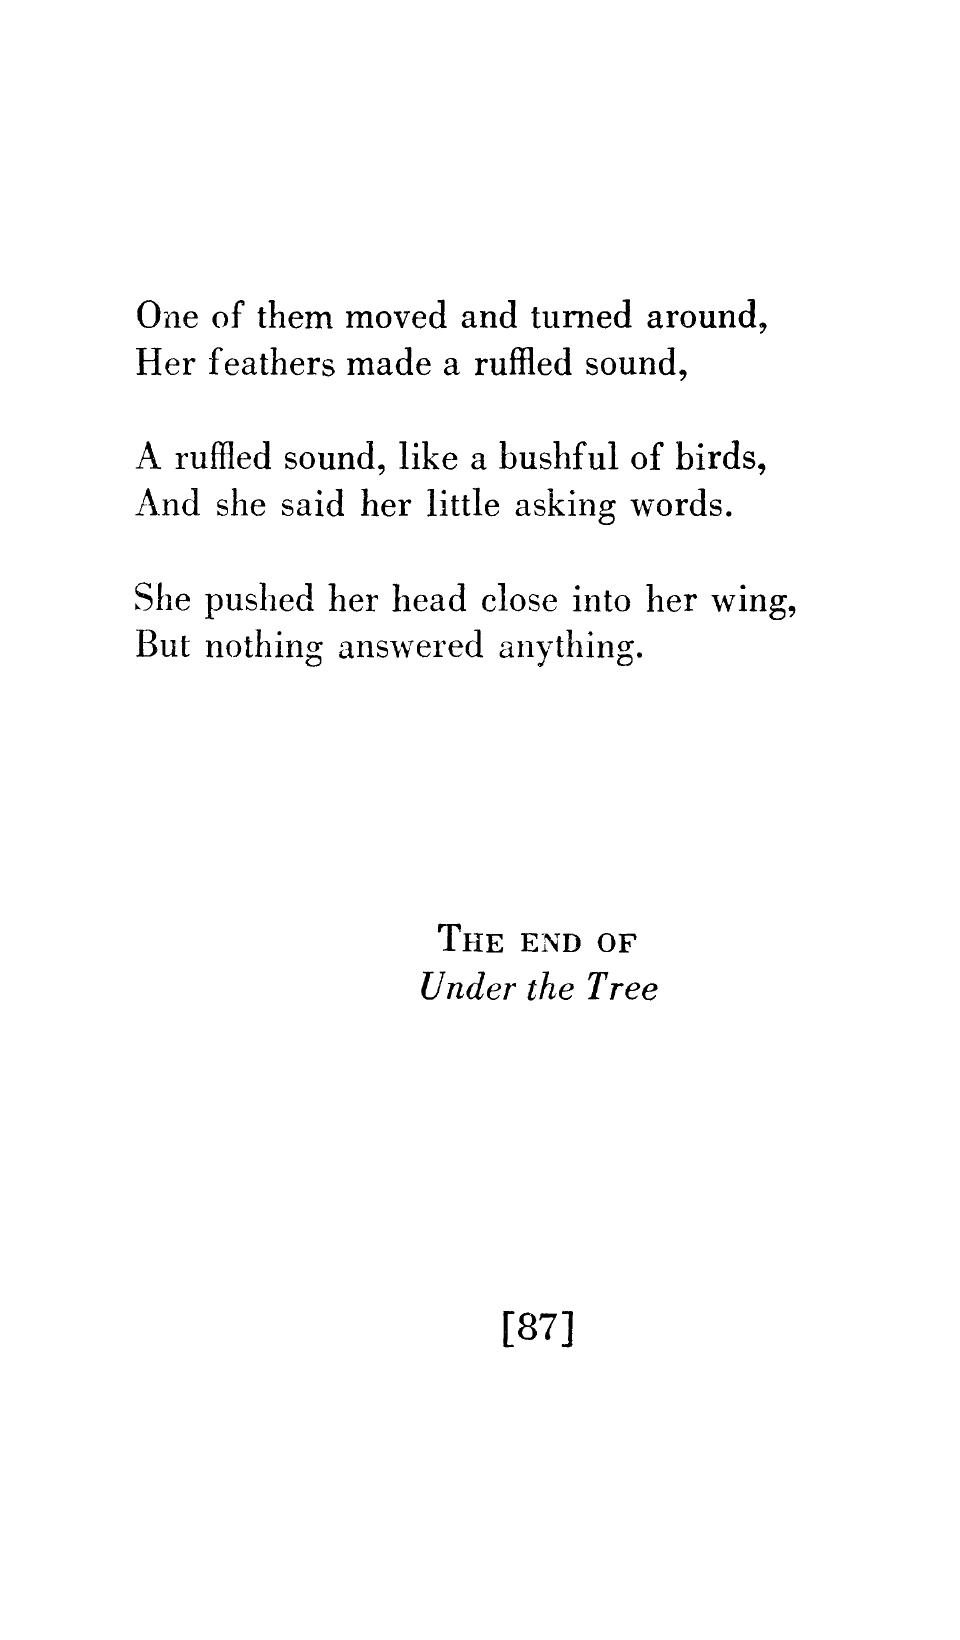 One of them moved and turned around,
Her feathers made a ruffled sound,

A ruffled sound, like a bushful of birds,
And she said her little asking words.

She pushed her head close into her wing,
But nothing answered anything.

THE END OF
Under the Tree

[87]